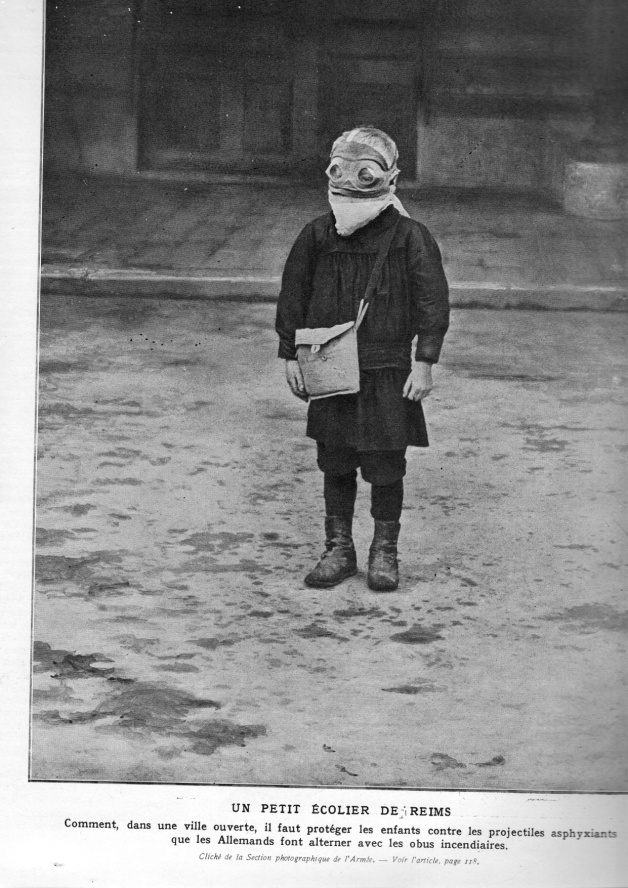 UN PETIT ÉCOLIER DE REIMS
Comment, dans une ville ouverte, il faut protéger les enfants contre les projectiles asphyxiants
que les Allemands font alterner avec les obus incendiaires.
Cliché de la Section photographique de l'Armée. — Voir l'article, page 118.